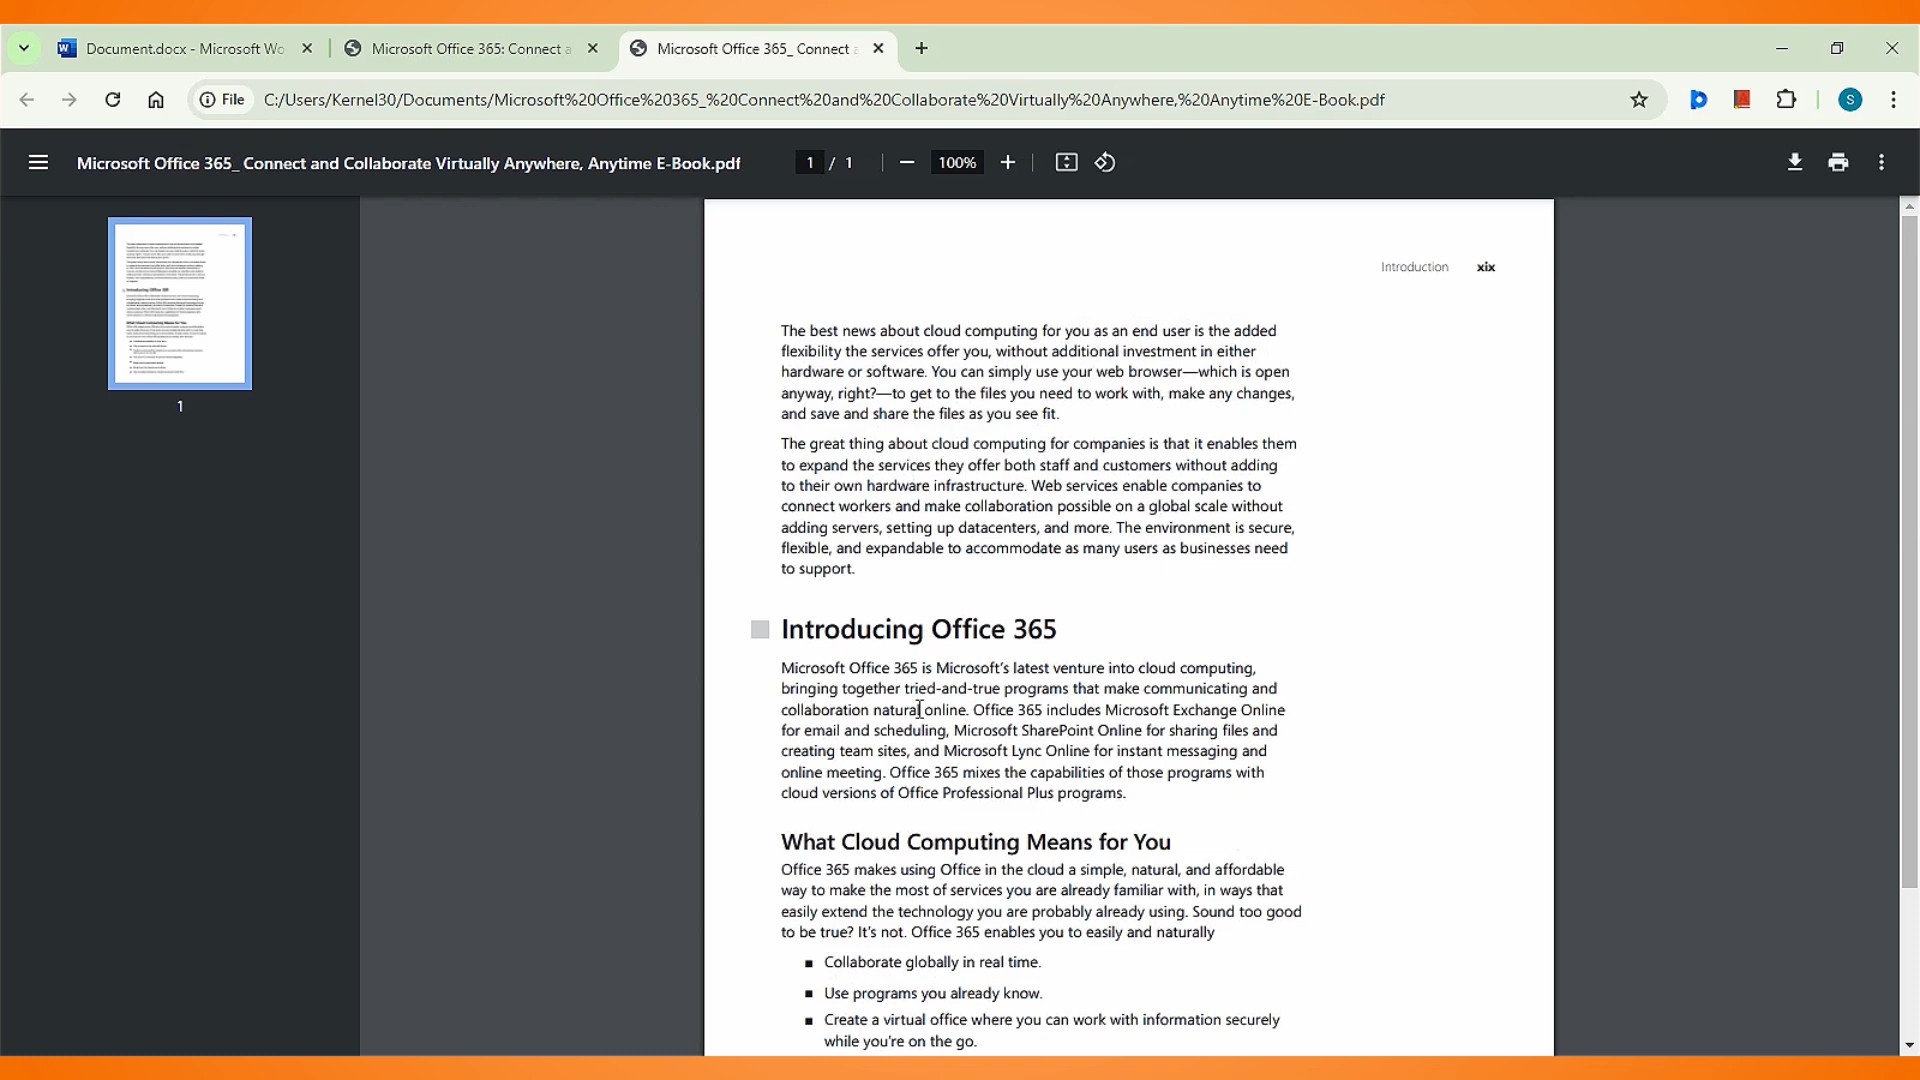 Document.docx - Microsoft Wo
Microsoft Office 365: Connect a
Microsoft Office 365_ Connect a
File
C:/Users/Kernel30/Documents/Microsoft%20Office%20365_%20Connect%20and%20Collaborate%20Virtually%20Anywhere,%20Anytime%20E-Book.pdf
S
Microsoft Office 365_ Connect and Collaborate Virtually Anywhere, Anytime E-Book.pdf
1 / 1
100%
1
Introduction xix
The best news about cloud computing for you as an end user is the added
flexibility the services offer you, without additional investment in either
hardware or software. You can simply use your web browser—which is open
anyway, right?—to get to the files you need to work with, make any changes,
and save and share the files as you see fit.
The great thing about cloud computing for companies is that it enables them
to expand the services they offer both staff and customers without adding
to their own hardware infrastructure. Web services enable companies to
connect workers and make collaboration possible on a global scale without
adding servers, setting up datacenters, and more. The environment is secure,
flexible, and expandable to accommodate as many users as businesses need
to support.
Introducing Office 365
Microsoft Office 365 is Microsoft's latest venture into cloud computing,
bringing together tried-and-true programs that make communicating and
collaboration natural online. Office 365 includes Microsoft Exchange Online
for email and scheduling, Microsoft SharePoint Online for sharing files and
creating team sites, and Microsoft Lync Online for instant messaging and
online meeting. Office 365 mixes the capabilities of those programs with
cloud versions of Office Professional Plus programs.
What Cloud Computing Means for You
Office 365 makes using Office in the cloud a simple, natural, and affordable
way to make the most of services you are already familiar with, in ways that
easily extend the technology you are probably already using. Sound too good
to be true? It's not. Office 365 enables you to easily and naturally
■ Collaborate globally in real time.
■ Use programs you already know.
■ Create a virtual office where you can work with information securely
while you're on the go.